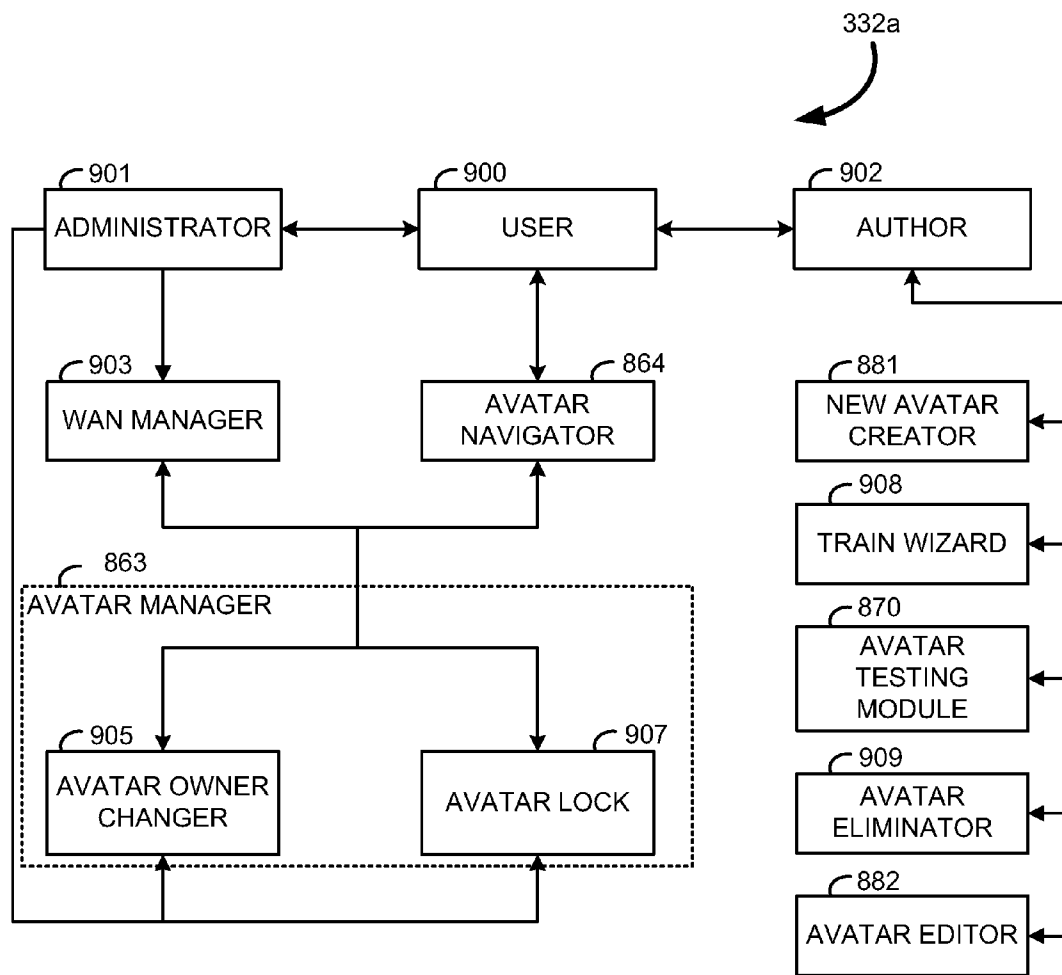 332a
901
900
902
ADMINISTRATOR
USER
AUTHOR
903
864
881
WAN MANAGER
AVATAR
NAVIGATOR
NEW AVATAR
CREATOR
908
TRAIN WIZARD
863
AVATAR MANAGER
870
AVATAR
TESTING
MODULE
905
907
AVATAR OWNER
CHANGER
AVATAR LOCK
909
AVATAR
ELIMINATOR
882
AVATAR EDITOR